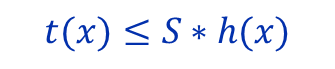 t(x) ≤ S * h(x)